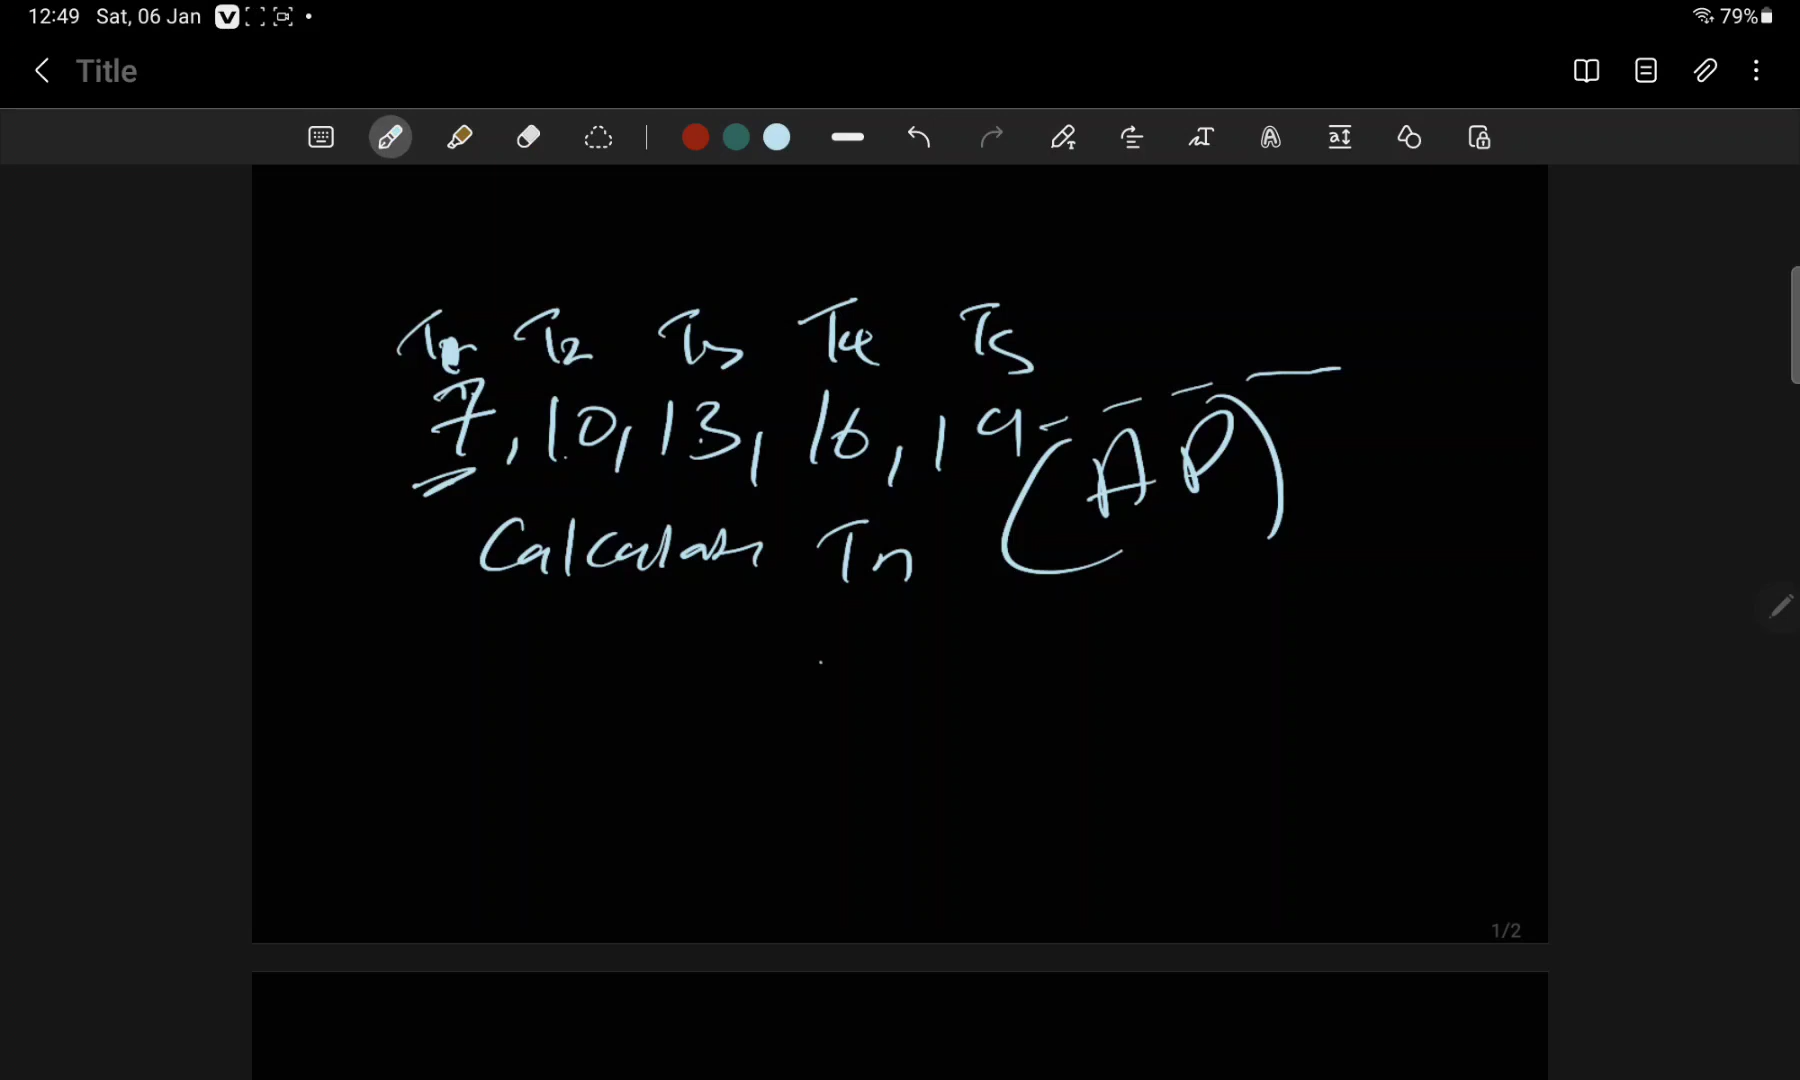 12:49 Sat, 06 Jan V 79%
Title
T1 T2 T3 T4 T5
7, 10, 13, 16, 19 - - - —
(AP)
Calculate Tn
1/2